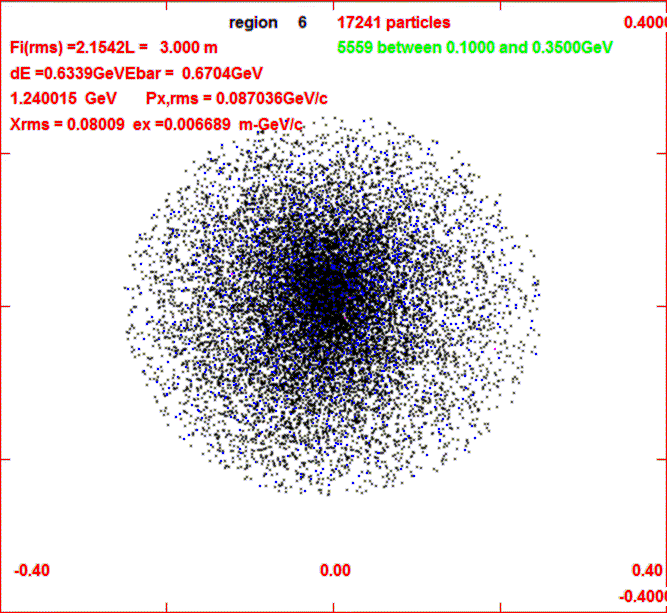 region 6 17241 particles 0.4000
Fi(rms) =2.1542L = 3.000 m 5559 between 0.1000 and 0.3500GeV
dE =0.6339GeVEbar = 0.6704GeV
1.240015 GeV Px,rms = 0.087036GeV/c
Xrms = 0.08009 ex =0.006689 m-GeV/c
-0.40 0.00 0.40
-0.4000